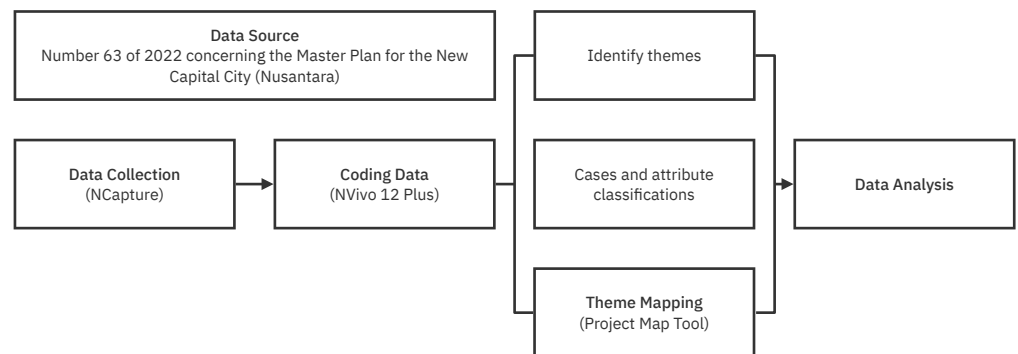 Data Source
Number 63 of 2022 concerning the Master Plan for the New
Capital City (Nusantara)
Data Collection
(NCapture)
Coding Data
(NVivo 12 Plus)
Identify themes
Cases and attribute
classifications
Theme Mapping
(Project Map Tool)
Data Analysis